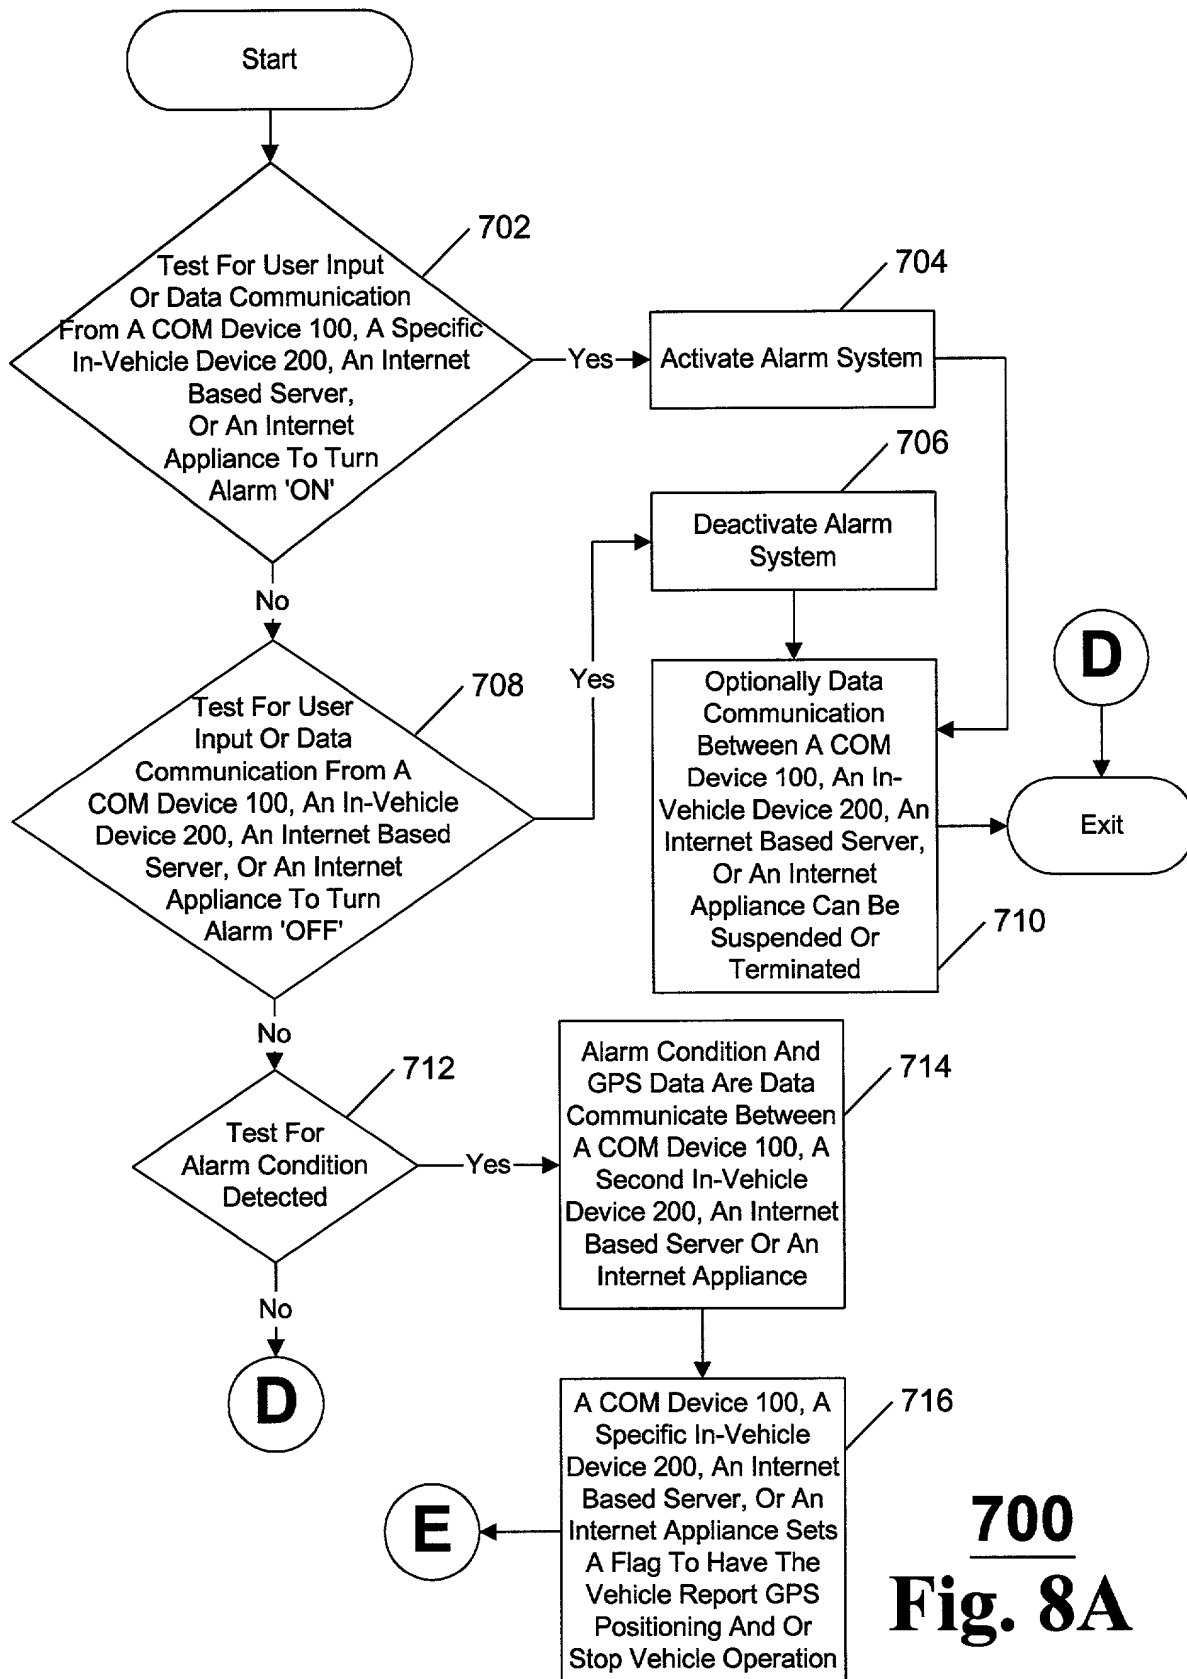 Start
702
Test For User Input
Or Data Communication
From A COM Device 100, A Specific
In-Vehicle Device 200, An Internet
Based Server,
Or An Internet
Appliance To Turn
Alarm 'ON'
Yes
704
Activate Alarm System
706
Deactivate Alarm
System
No
708
Test For User
Input Or Data
Communication From A
COM Device 100, An In-Vehicle
Device 200, An Internet Based
Server, Or An Internet
Appliance To Turn
Alarm 'OFF'
Yes
Optionally Data
Communication
Between A COM
Device 100, An In-
Vehicle Device 200, An
Internet Based Server,
Or An Internet
Appliance Can Be
Suspended Or
Terminated
710
D
Exit
No
712
Test For
Alarm Condition
Detected
Yes
714
Alarm Condition And
GPS Data Are Data
Communicate Between
A COM Device 100, A
Second In-Vehicle
Device 200, An Internet
Based Server Or An
Internet Appliance
No
D
716
A COM Device 100, A
Specific In-Vehicle
Device 200, An Internet
Based Server, Or An
Internet Appliance Sets
A Flag To Have The
Vehicle Report GPS
Positioning And Or
Stop Vehicle Operation
E
700
Fig. 8A